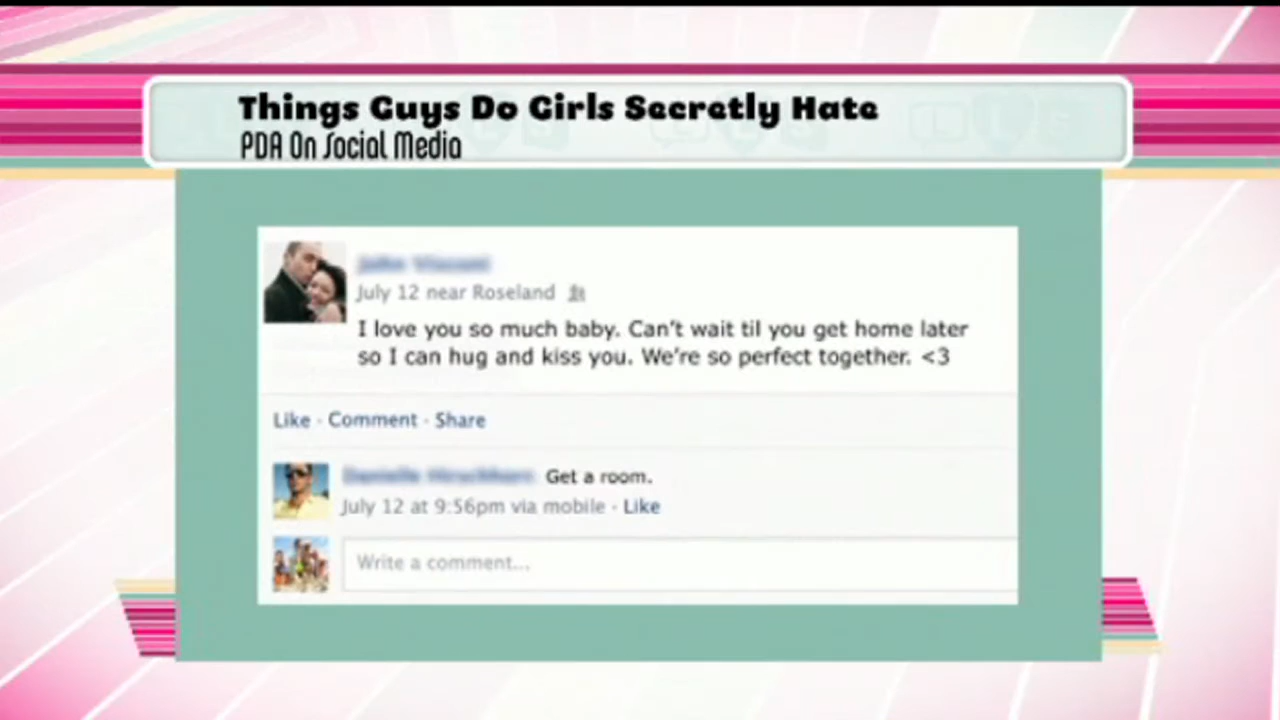 Things Guys Do Girls Secretly Hate
PDA On Social Media
July 12 near Roseland
I love you so much baby. Can't wait til you get home later
so I can hug and kiss you. We're so perfect together. <3
Like · Comment · Share
Get a room.
July 12 at 9:56pm via mobile · Like
Write a comment...